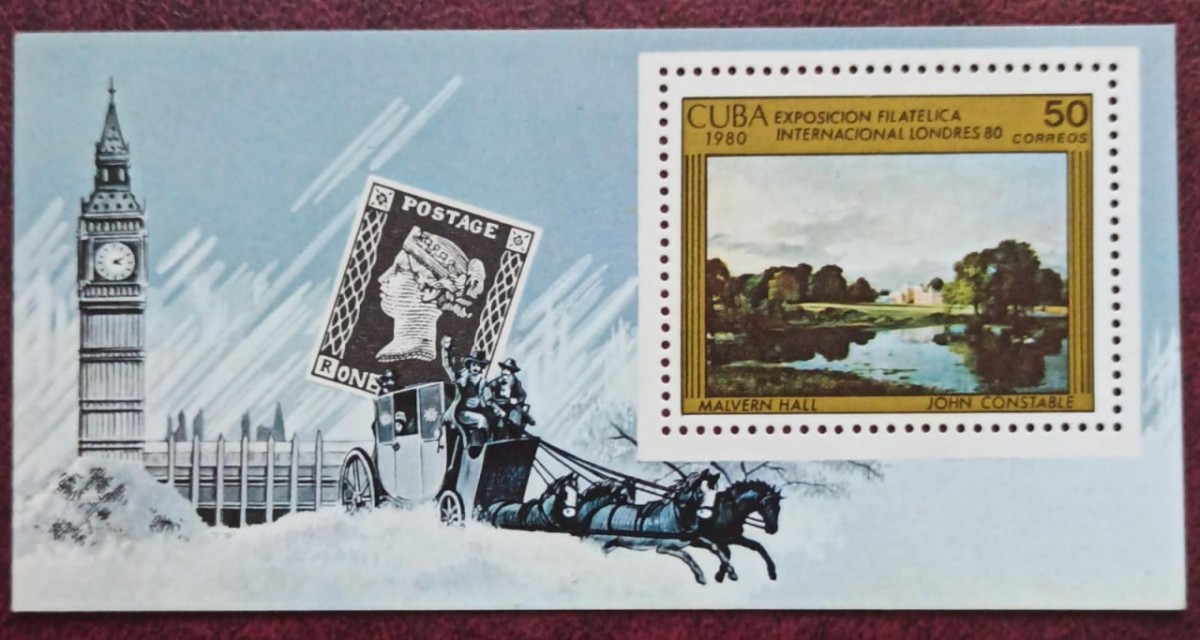 CUBA EXPOSICION FILATELICA 50
1980 INTERNACIONAL LONDRES 80 CORREOS
MALVERN HALL JOHN CONSTABLE
POSTAGE
R ONE